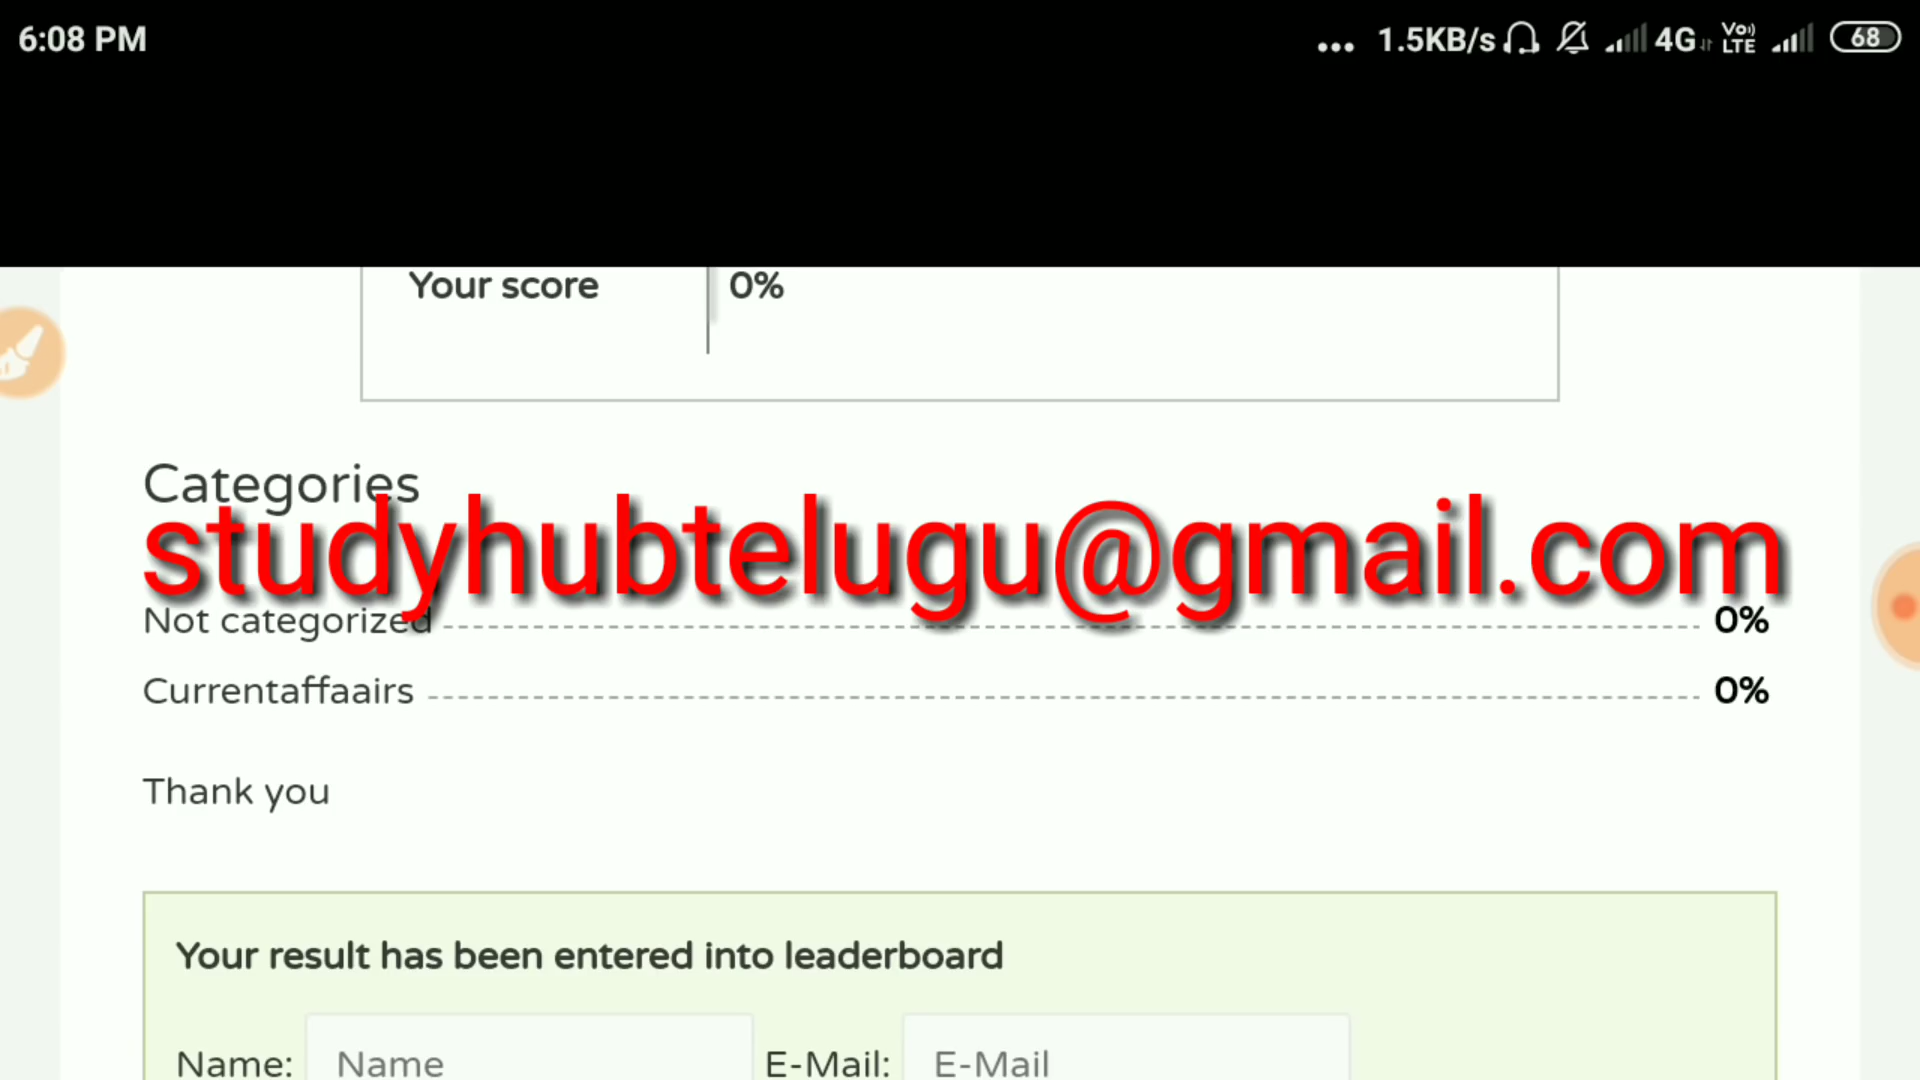 6:08 PM ... 1.5KB/s 4G VoLTE 68
Your score 0%
Categories
studyhubtelugu@gmail.com
Not categorized 0%
Currentaffaairs 0%
Thank you
Your result has been entered into leaderboard
Name: Name E-Mail: E-Mail